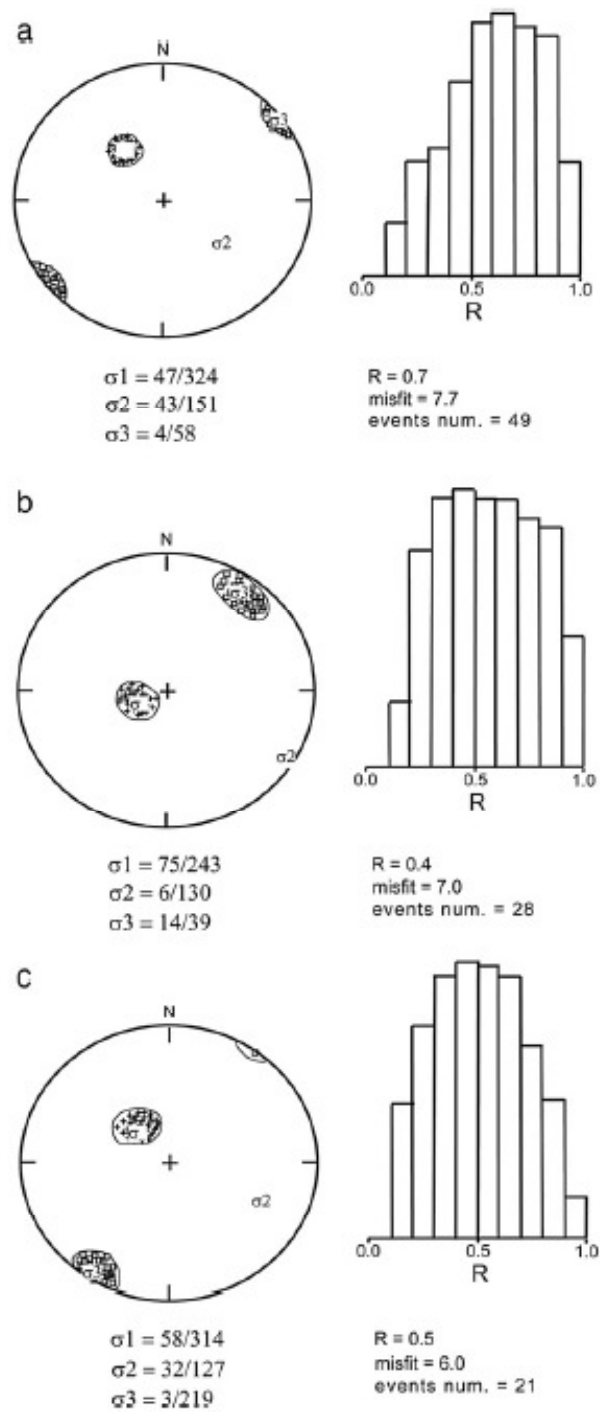 a
N
σ3
σ2
0.0 0.5 1.0
R
σ1 = 47/324
σ2 = 43/151
σ3 = 4/58
R = 0.7
misfit = 7.7
events num. = 49
b
N
σ
σ
σ2
0.0 0.5 1.0
R
σ1 = 75/243
σ2 = 6/130
σ3 = 14/39
R = 0.4
misfit = 7.0
events num. = 28
c
N
σ
σ2
σ3
0.0 0.5 1.0
R
σ1 = 58/314
σ2 = 32/127
σ3 = 3/219
R = 0.5
misfit = 6.0
events num. = 21